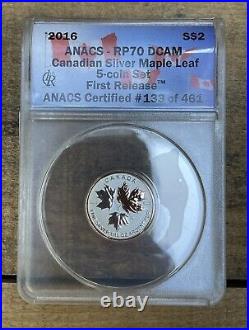 2016 S$2
ANACS - RP70 DCAM
Canadian Silver Maple Leaf
5-coin Set
First Release™
ANACS Certified #133 of 461
CANADA